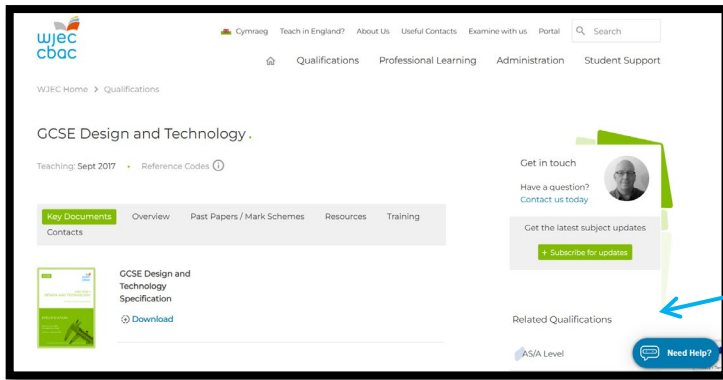 wjec
cbac
Cymraeg Teach in England? About Us Useful Contacts Examine with us Portal Search
Qualifications Professional Learning Administration Student Support
WJEC Home > Qualifications
GCSE Design and Technology.
Teaching: Sept 2017 • Reference Codes
Get in touch
Have a question?
Contact us today
Key Documents Overview Past Papers / Mark Schemes Resources Training
Contacts
Get the latest subject updates
+ Subscribe for updates
GCSE Design and
Technology
Specification
Download
Related Qualifications
AS/A Level
Need Help?